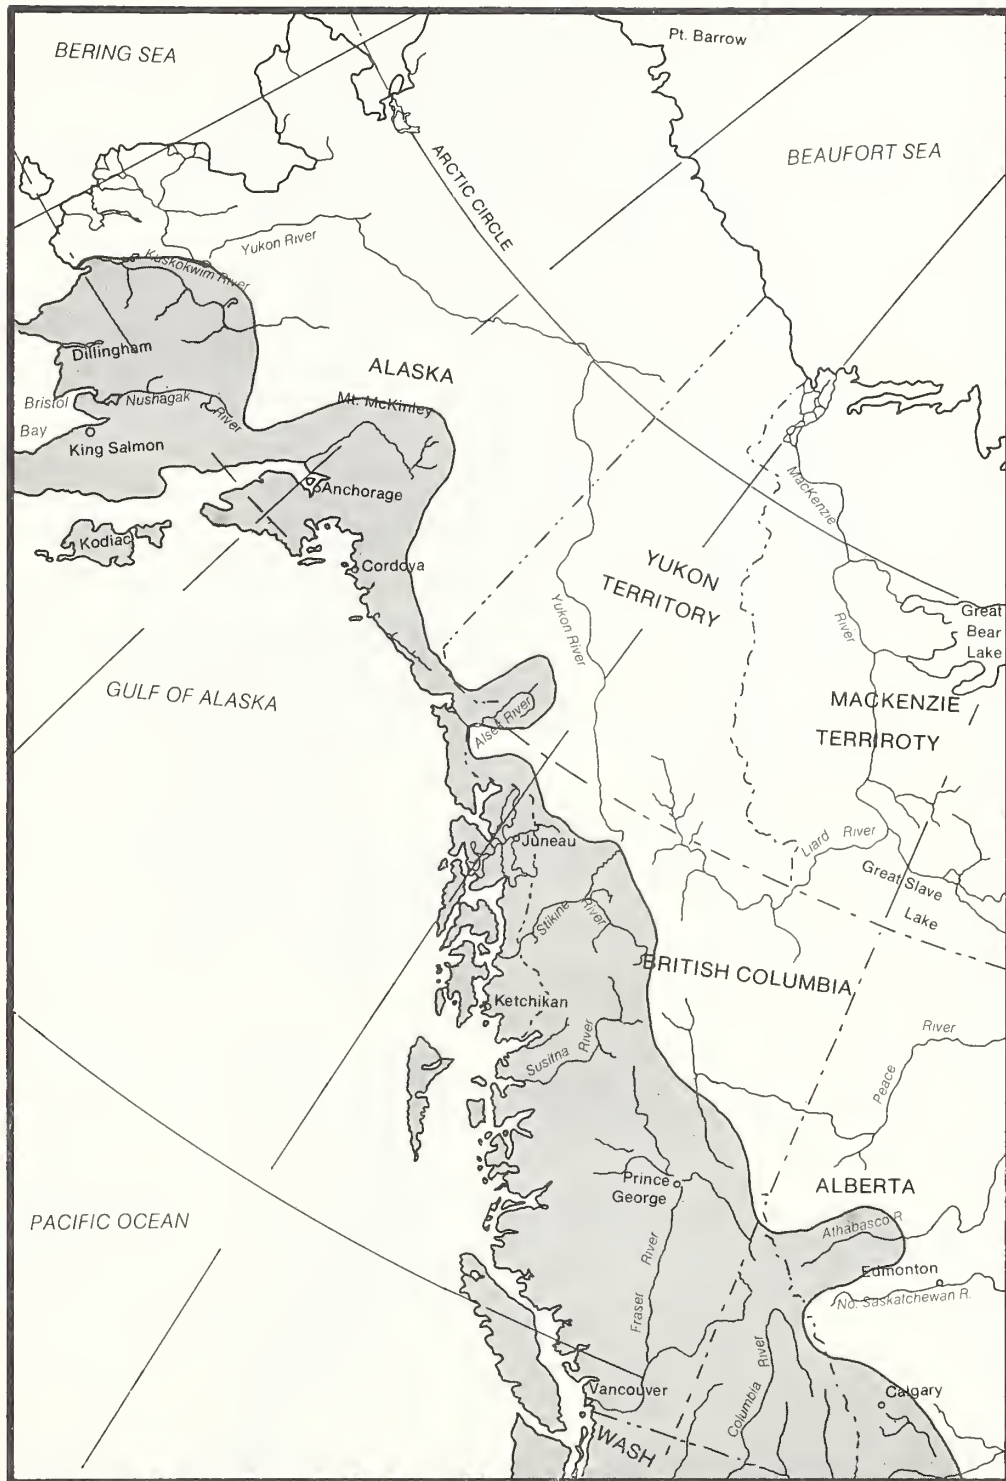 BERING SEA
Pt. Barrow
BEAUFORT SEA
ARCTIC CIRCLE
Yukon River
Kuskokwim River
Dillingham
ALASKA
Bristol
Bay
Nushagak
River
Mt. McKinley
King Salmon
Anchorage
Kodiac
Cordova
MacKenzie
River
YUKON
TERRITORY
Yukon River
Great
Bear
Lake
GULF OF ALASKA
MACKENZIE
TERRIROTY
Alsek River
Juneau
Liard River
Great Slave
Lake
Stikine
River
BRITISH COLUMBIA
Ketchikan
Susitna
River
River
Peace
Prince
George
ALBERTA
PACIFIC OCEAN
Athabasco R.
Edmonton
No. Saskatchewan R.
Fraser
River
Columbia
River
Vancouver
Calgary
WASH